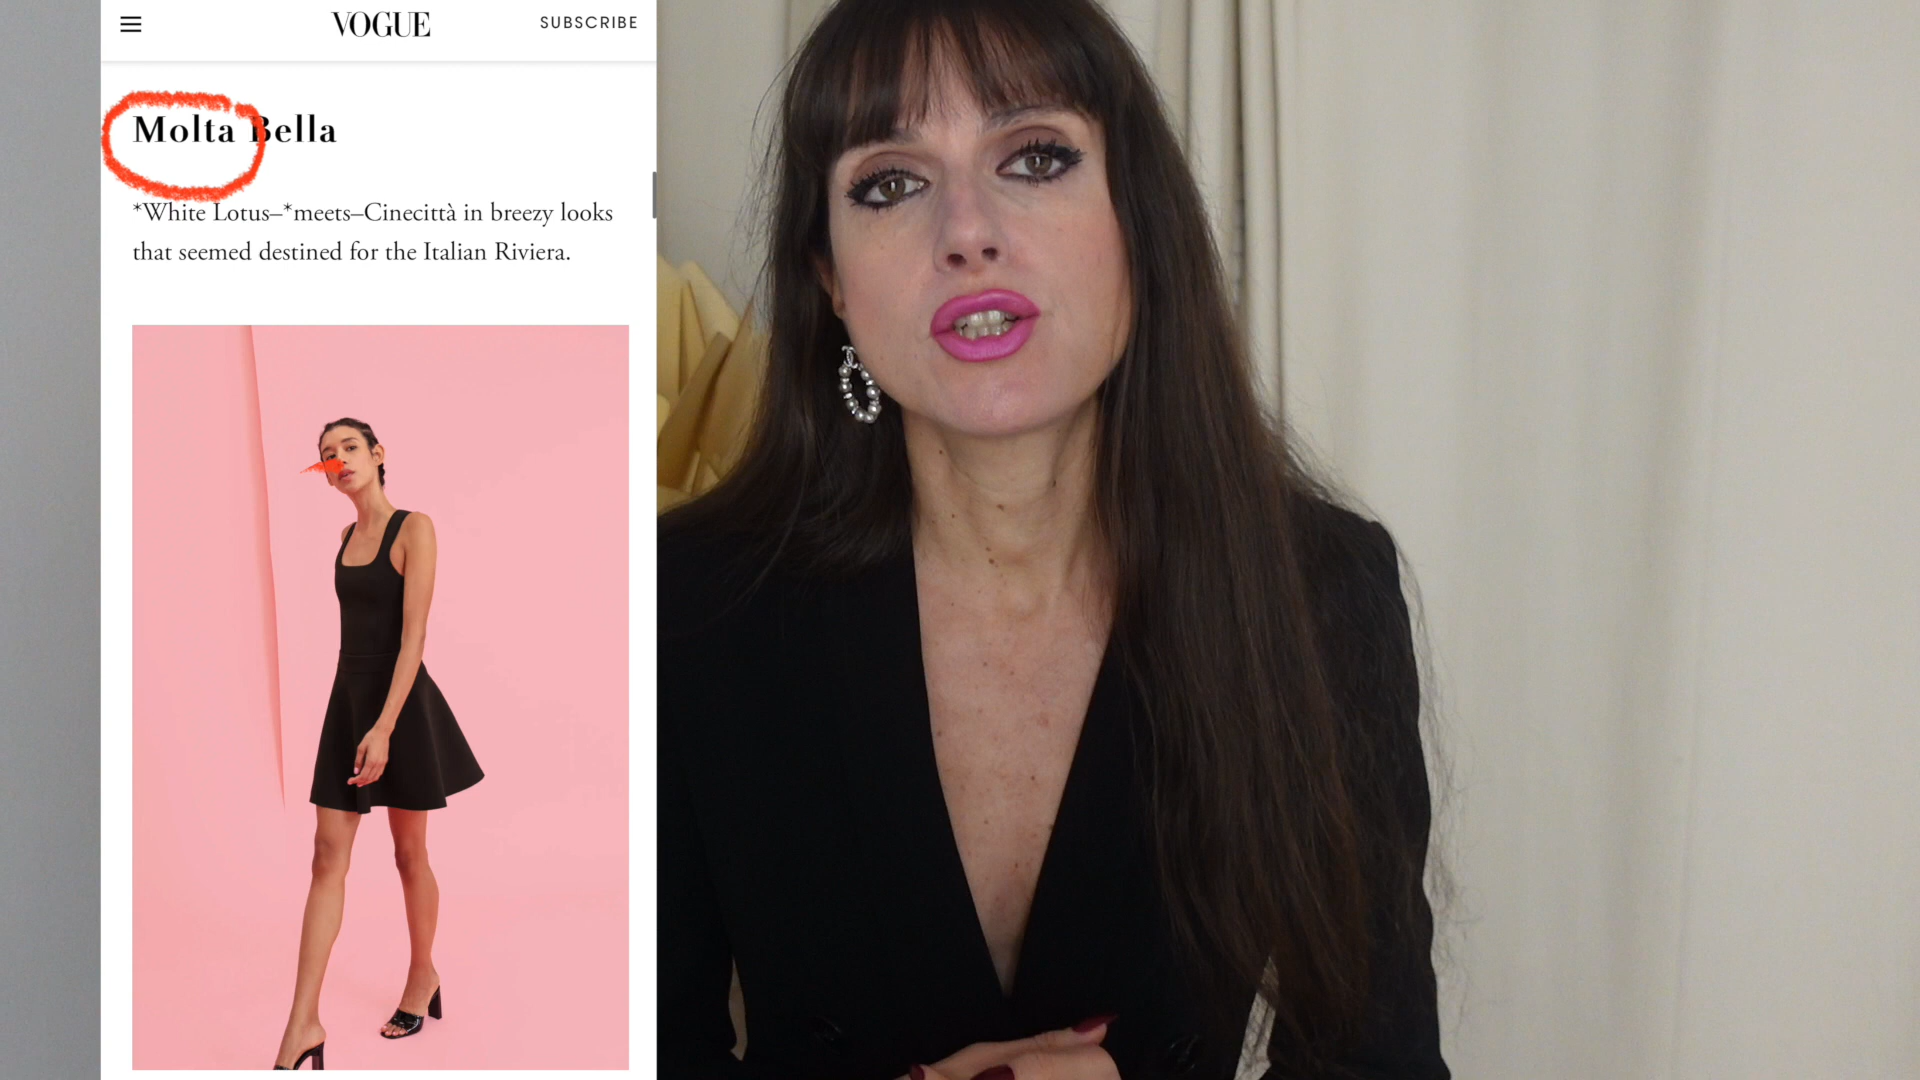 VOGUE
SUBSCRIBE
Molta Bella
*White Lotus–*meets–Cinecittà in breezy looks
that seemed destined for the Italian Riviera.